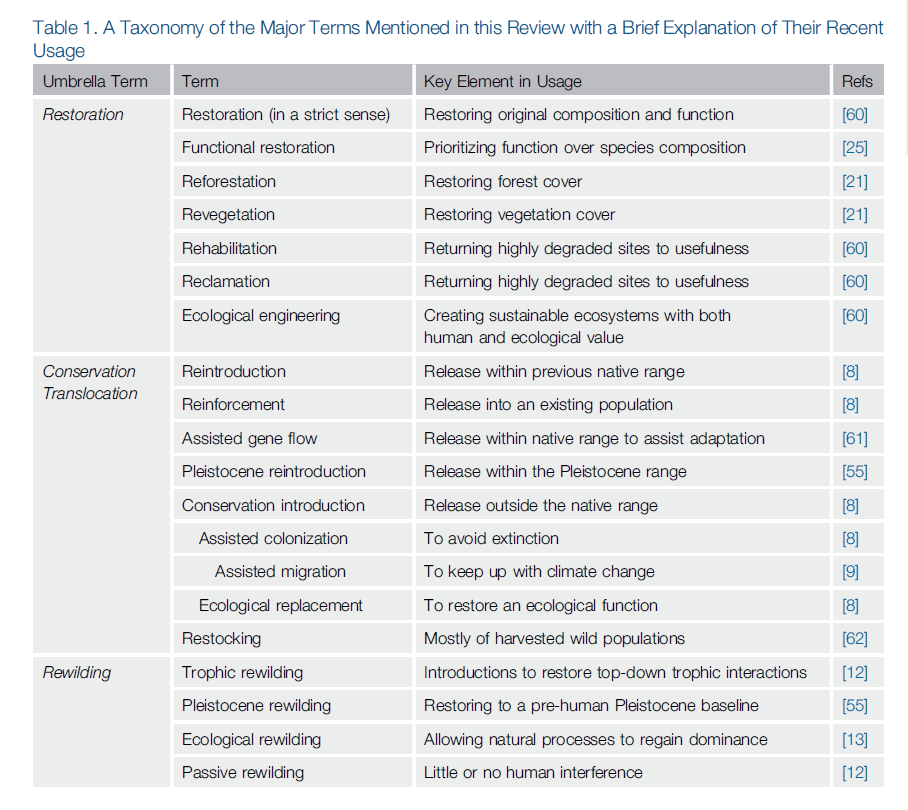 Table 1. A Taxonomy of the Major Terms Mentioned in this Review with a Brief Explanation of Their Recent
Usage
Umbrella Term Term Key Element in Usage Refs
Restoration Restoration (in a strict sense) Restoring original composition and function [60]
Functional restoration Prioritizing function over species composition [25]
Reforestation Restoring forest cover [21]
Revegetation Restoring vegetation cover [21]
Rehabilitation Returning highly degraded sites to usefulness [60]
Reclamation Returning highly degraded sites to usefulness [60]
Ecological engineering Creating sustainable ecosystems with both [60]
human and ecological value
Conservation Reintroduction Release within previous native range [8]
Translocation
Reinforcement Release into an existing population [8]
Assisted gene flow Release within native range to assist adaptation [61]
Pleistocene reintroduction Release within the Pleistocene range [55]
Conservation introduction Release outside the native range [8]
Assisted colonization To avoid extinction [8]
Assisted migration To keep up with climate change [9]
Ecological replacement To restore an ecological function [8]
Restocking Mostly of harvested wild populations [62]
Rewilding Trophic rewilding Introductions to restore top-down trophic interactions [12]
Pleistocene rewilding Restoring to a pre-human Pleistocene baseline [55]
Ecological rewilding Allowing natural processes to regain dominance [13]
Passive rewilding Little or no human interference [12]